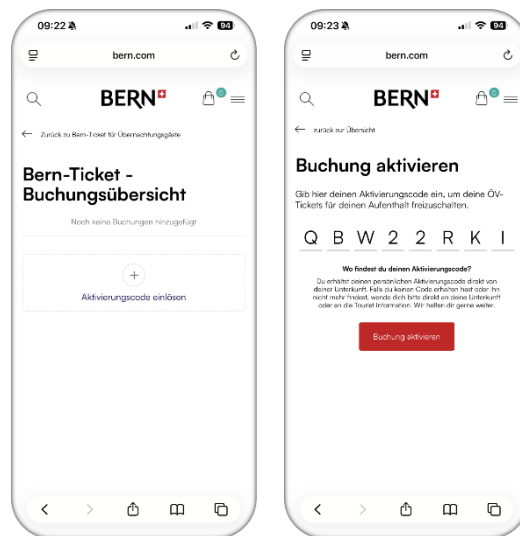 09:22
94
bern.com
BERN
0
← Zurück zu Bern-Ticket für Übernachtungsgäste
Bern-Ticket -
Buchungsübersicht
Noch keine Buchungen hinzugefügt
+
Aktivierungscode einlösen
09:23
94
bern.com
BERN
0
← zurück zur Übersicht
Buchung aktivieren
Gib hier deinen Aktivierungscode ein, um deine ÖV-
Tickets für deinen Aufenthalt freizuschalten.
Q B W 2 2 R K I
Wo findest du deinen Aktivierungscode?
Du erhältst deinen persönlichen Aktivierungscode direkt von
deiner Unterkunft. Falls du keinen Code erhalten hast oder ihn
nicht mehr findest, wende dich bitte direkt an deine Unterkunft
oder an die Tourist Information. Wir helfen dir gerne weiter.
Buchung aktivieren